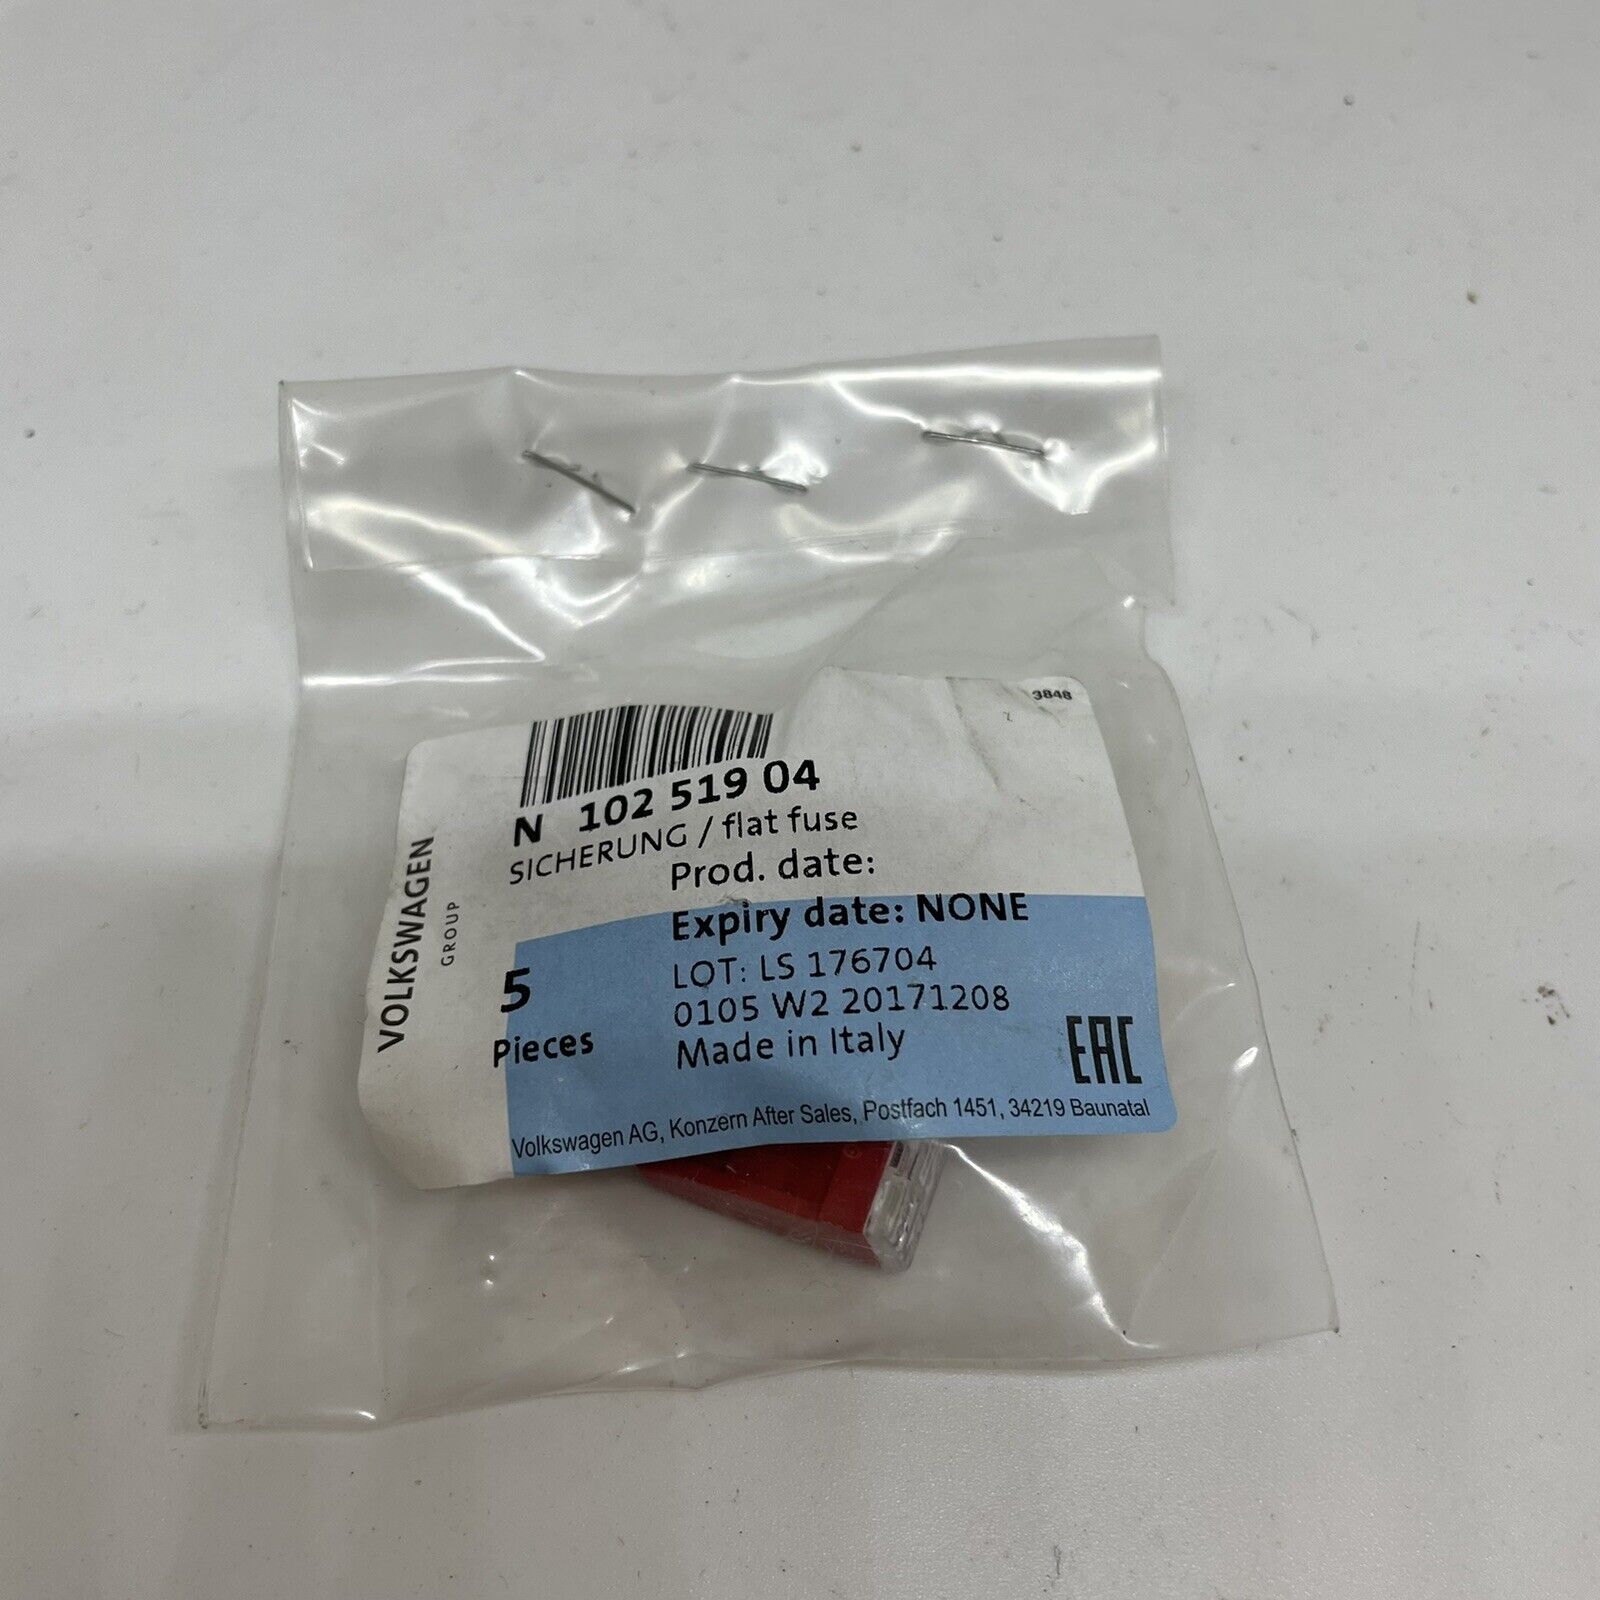 3848
N 102 519 04
SICHERUNG / flat fuse
Prod. date:
Expiry date: NONE
LOT: LS 176704
0105 W2 20171208
Made in Italy
5
Pieces
VOLKSWAGEN
GROUP
EAC
Volkswagen AG, Konzern After Sales, Postfach 1451, 34219 Baunatal